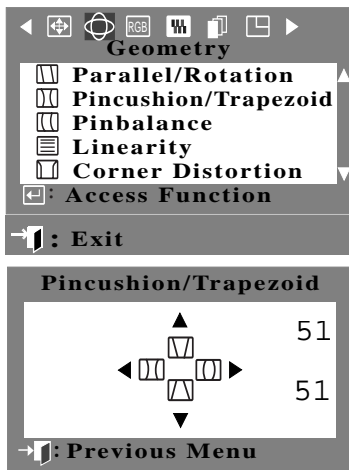 RGB
Geometry
Parallel/Rotation
Pincushion/Trapezoid
Pinbalance
Linearity
Corner Distortion
: Access Function
: Exit
Pincushion/Trapezoid
51
51
: Previous Menu